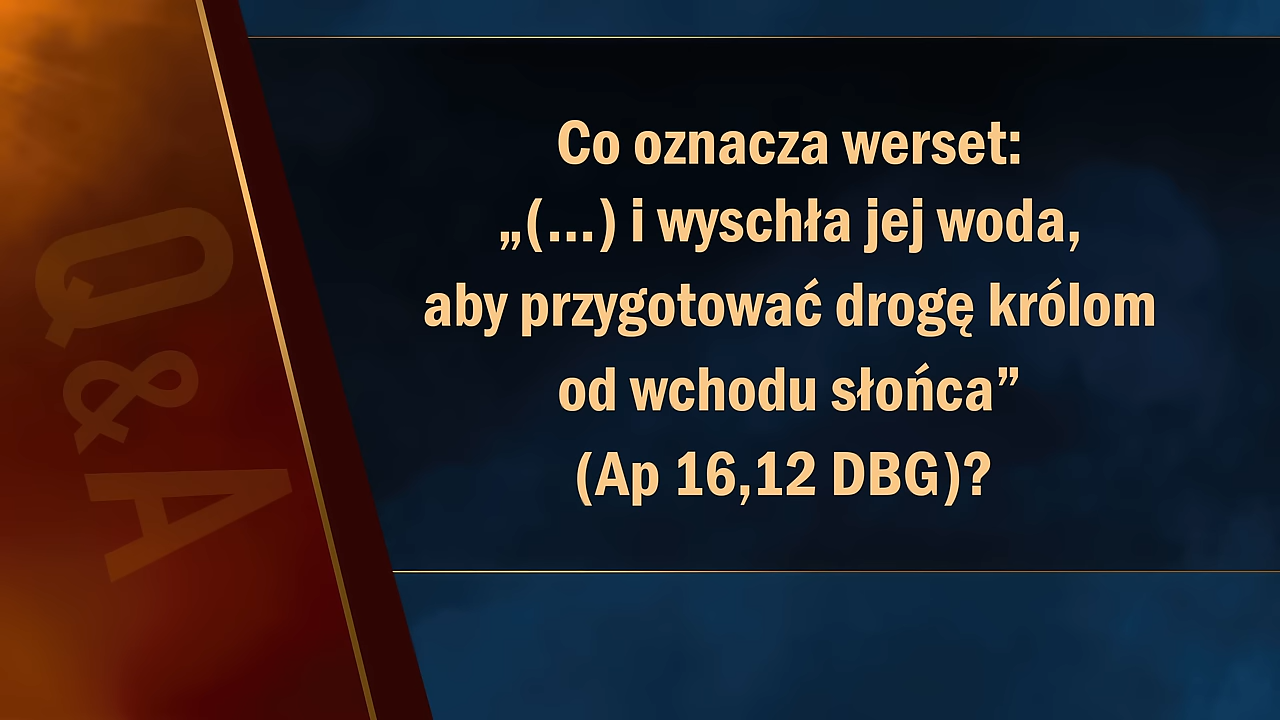 Co oznacza werset:
„(...) i wyschła jej woda,
aby przygotować drogę królom
od wchodu słońca”
(Ap 16,12 DBG)?
Q & A